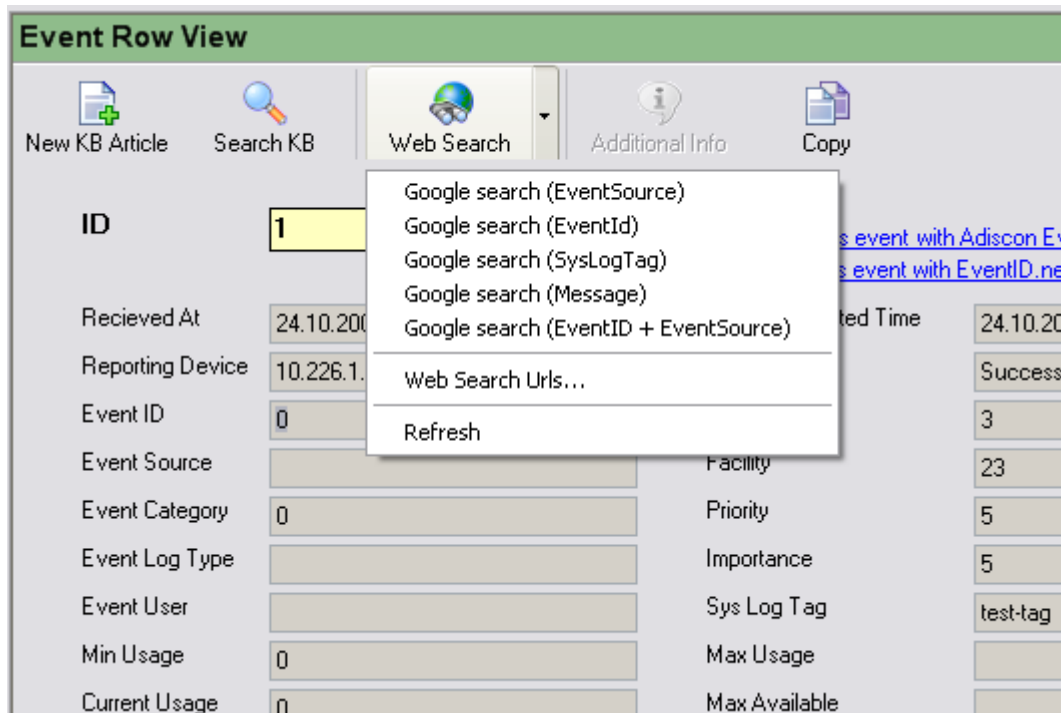 Event Row View
New KB Article Search KB Web Search Additional Info Copy
Google search (EventSource)
Google search (EventId)
Google search (SysLogTag)
Google search (Message)
Google search (EventID + EventSource)
Web Search Urls...
Refresh
ID 1
event with Adiscon
event with
Recieved At 24.10.200 Time 24.10.20
Reporting Device 10.226.1. Success
Event ID 0 3
Event Source Facility 23
Event Category 0 Priority 5
Event Log Type Importance 5
Event User Sys Log Tag test-tag
Min Usage 0 Max Usage
Current Usage 0 Max Available